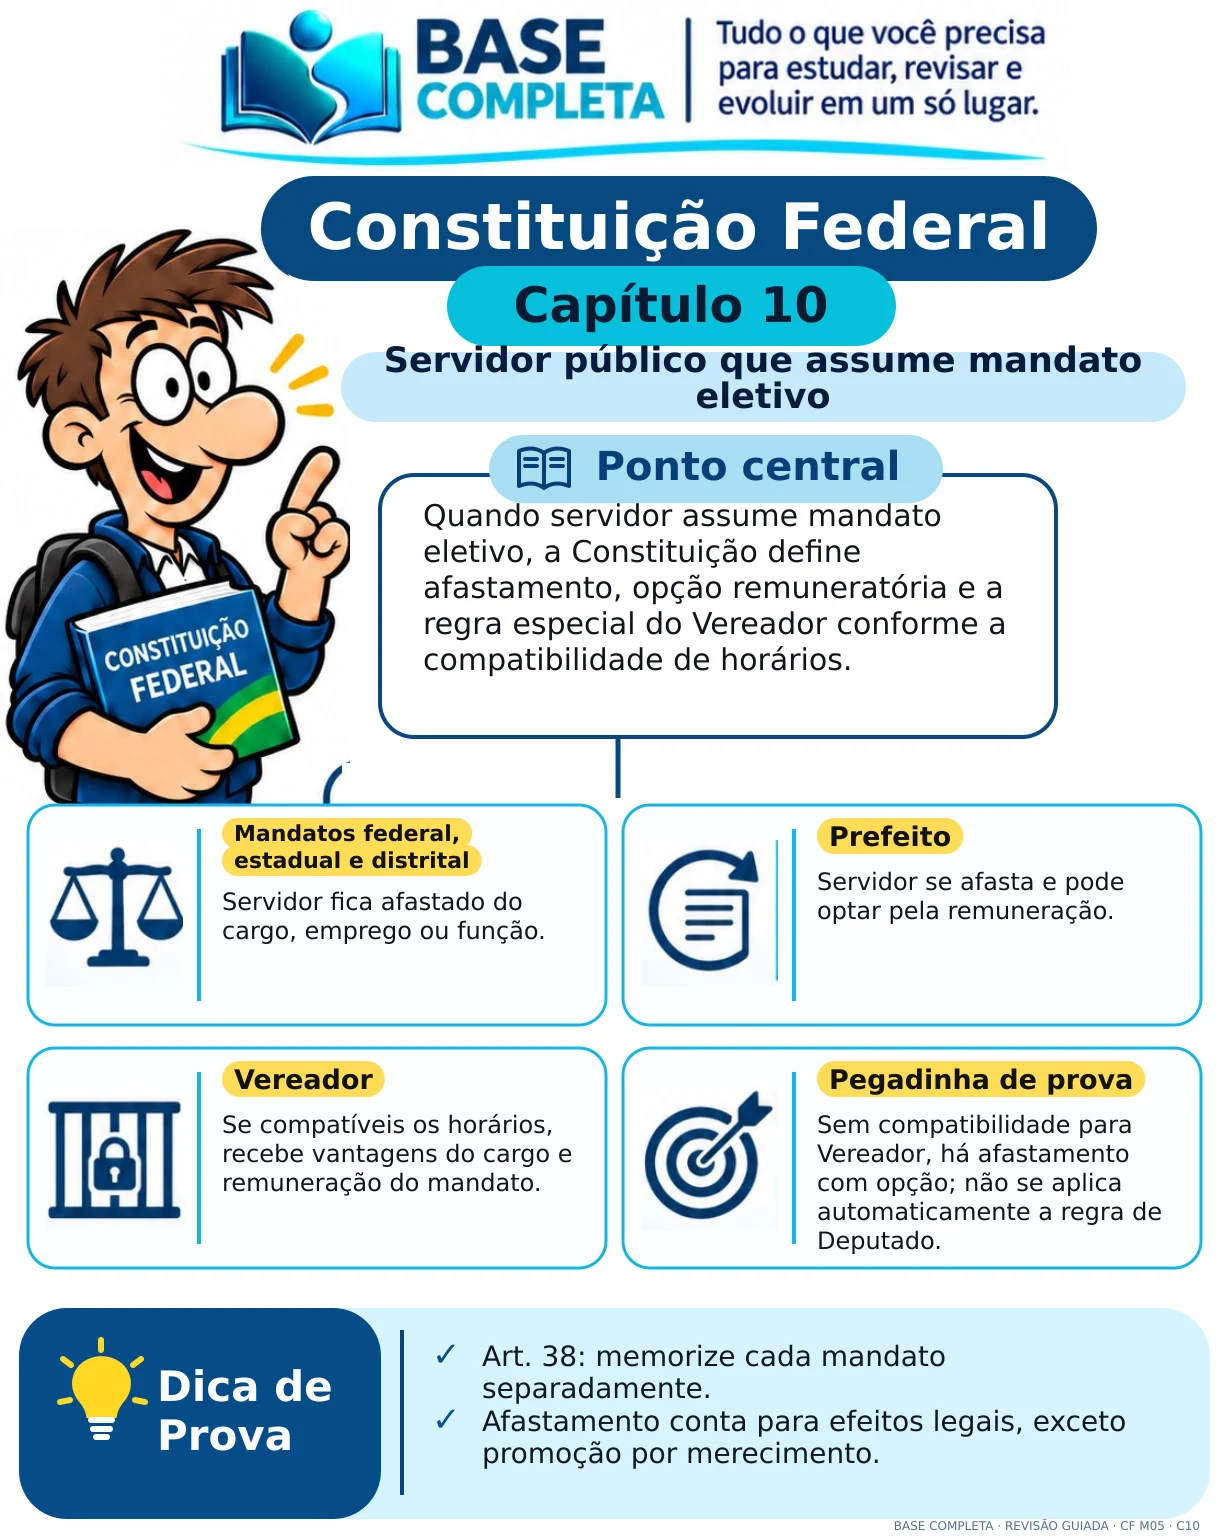 BASE
COMPLETA
Tudo o que você precisa
para estudar, revisar e
evoluir em um só lugar.
Constituição Federal
Capítulo 10
Servidor público que assume mandato
eletivo
Ponto central
Quando servidor assume mandato
eletivo, a Constituição define
afastamento, opção remuneratória e a
regra especial do Vereador conforme a
compatibilidade de horários.
CONSTITUIÇÃO
FEDERAL
Mandatos federal,
estadual e distrital
Servidor fica afastado do
cargo, emprego ou função.
Prefeito
Servidor se afasta e pode
optar pela remuneração.
Vereador
Se compatíveis os horários,
recebe vantagens do cargo e
remuneração do mandato.
Pegadinha de prova
Sem compatibilidade para
Vereador, há afastamento
com opção; não se aplica
automaticamente a regra de
Deputado.
Dica de
Prova
✓ Art. 38: memorize cada mandato
separadamente.
✓ Afastamento conta para efeitos legais, exceto
promoção por merecimento.
BASE COMPLETA · REVISÃO GUIADA · CF M05 · C10